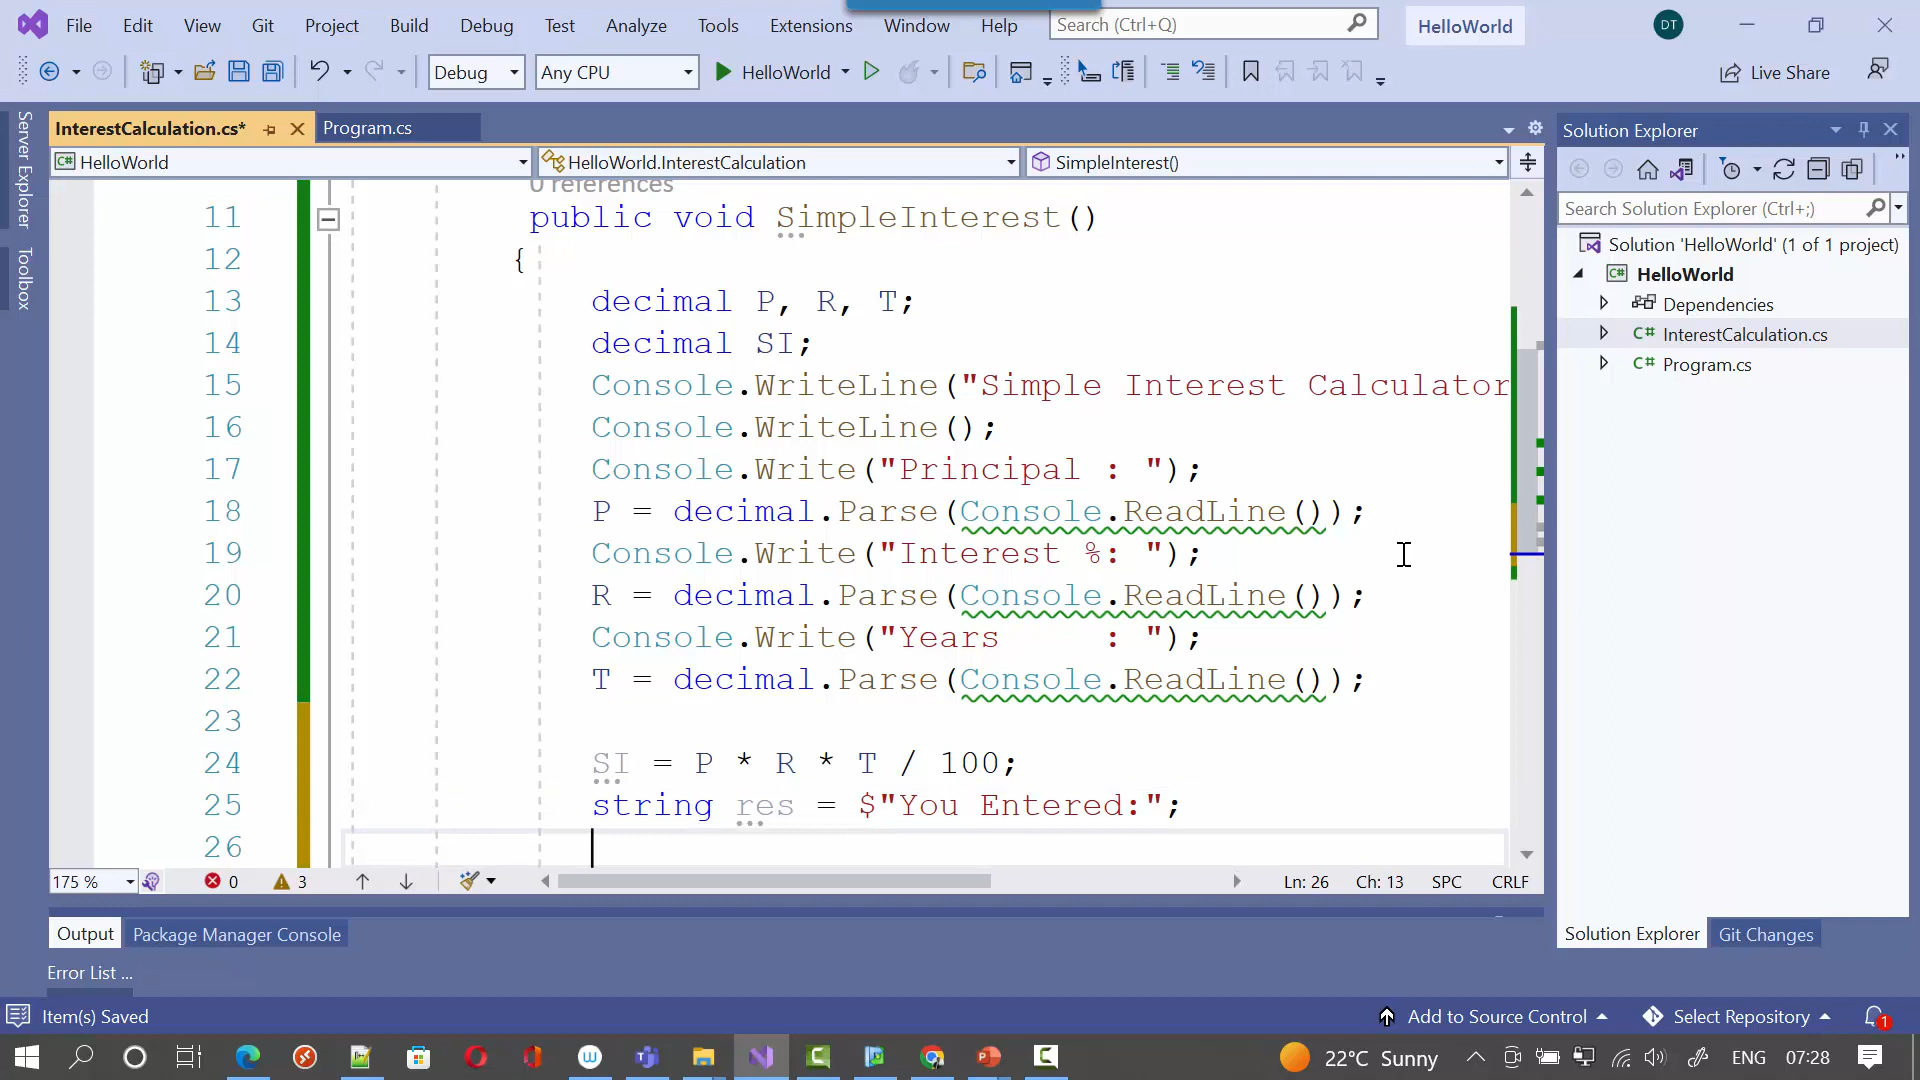 File Edit View Git Project Build Debug Test Analyze Tools Extensions Window Help Search (Ctrl+Q) HelloWorld DT
Debug Any CPU HelloWorld Live Share
Server Explorer
Toolbox
InterestCalculation.cs* Program.cs
HelloWorld HelloWorld.InterestCalculation SimpleInterest()
0 references
11 public void SimpleInterest()
12 {
13 decimal P, R, T;
14 decimal SI;
15 Console.WriteLine("Simple Interest Calculator
16 Console.WriteLine();
17 Console.Write("Principal : ");
18 P = decimal.Parse(Console.ReadLine());
19 Console.Write("Interest %: ");
20 R = decimal.Parse(Console.ReadLine());
21 Console.Write("Years     : ");
22 T = decimal.Parse(Console.ReadLine());
23
24 SI = P * R * T / 100;
25 string res = $"You Entered:";
26
175 % 0 3 Ln: 26 Ch: 13 SPC CRLF
Solution Explorer
Search Solution Explorer (Ctrl+;)
Solution 'HelloWorld' (1 of 1 project)
HelloWorld
Dependencies
C# InterestCalculation.cs
C# Program.cs
Solution Explorer Git Changes
Output Package Manager Console
Error List ...
Item(s) Saved Add to Source Control Select Repository 1
22°C Sunny ENG 07:28